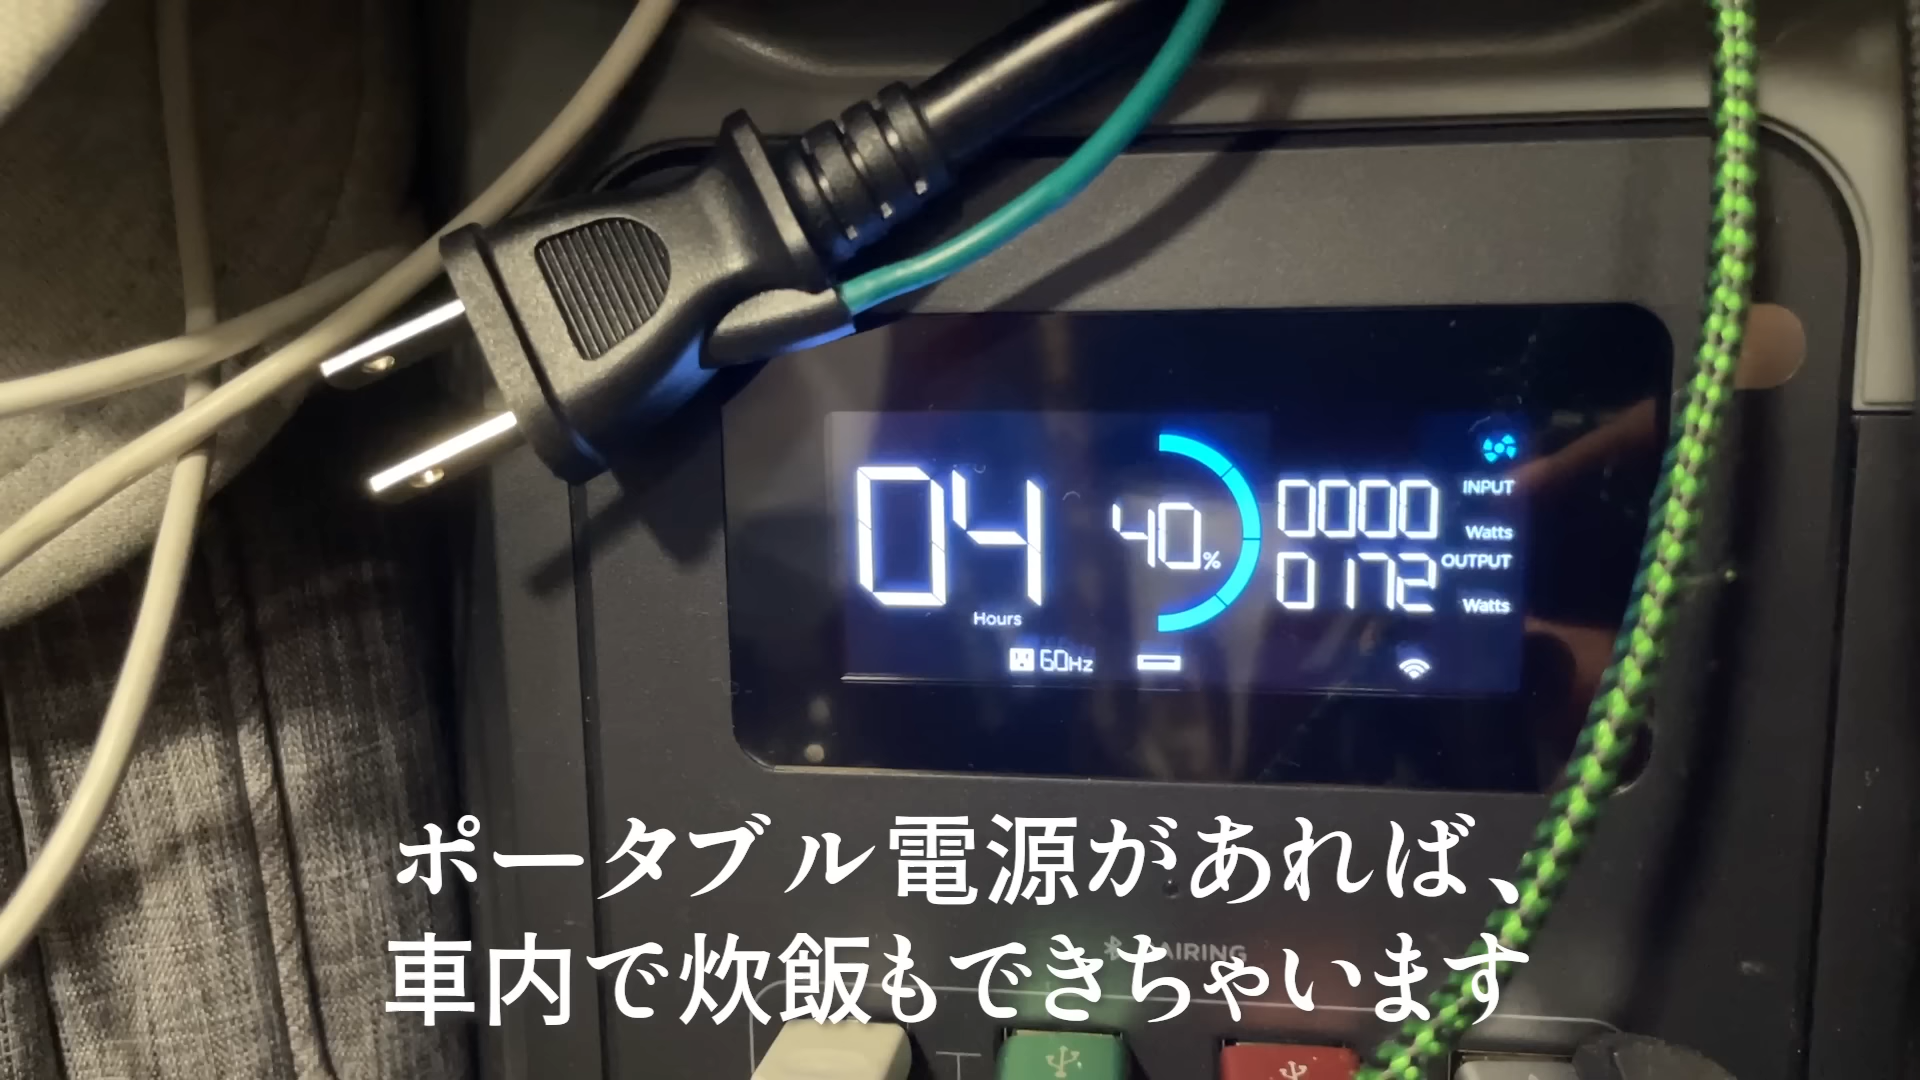 04
Hours
40%
0000
INPUT
Watts
0172
OUTPUT
Watts
60Hz
ポータブル電源があれば、
車内で炊飯もできちゃいます